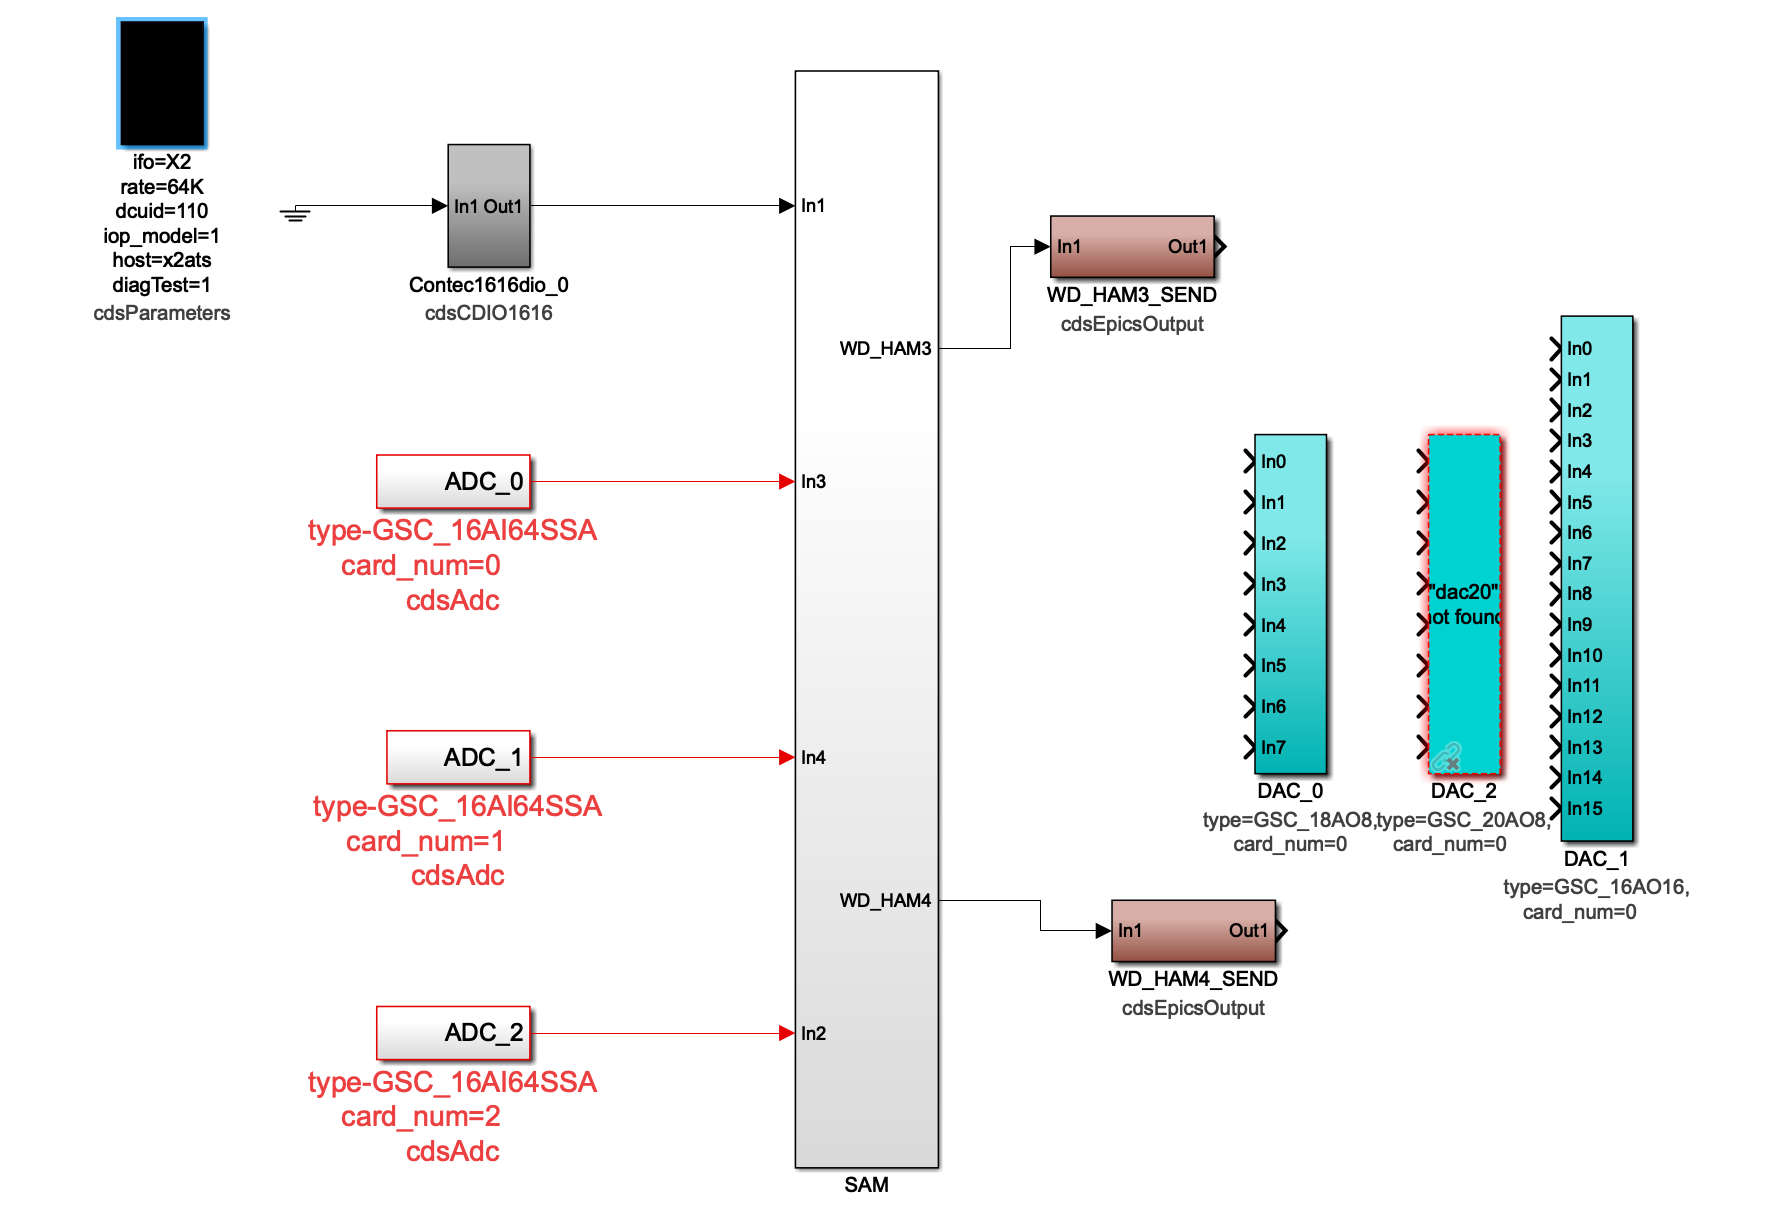 ifo=X2
rate=64K
dcuid=110
iop_model=1
host=x2ats
diagTest=1
cdsParameters
In1 Out1
Contec1616dio_0
cdsCDIO1616
ADC_0
type-GSC_16AI64SSA
card_num=0
cdsAdc
ADC_1
type-GSC_16AI64SSA
card_num=1
cdsAdc
ADC_2
type-GSC_16AI64SSA
card_num=2
cdsAdc
In1
WD_HAM3
In3
In4
WD_HAM4
In2
SAM
In1 Out1
WD_HAM3_SEND
cdsEpicsOutput
In1 Out1
WD_HAM4_SEND
cdsEpicsOutput
In0
In1
In2
In3
In4
In5
In6
In7
DAC_0
type=GSC_18AO8,
card_num=0
"dac20"
ot found
DAC_2
type=GSC_20AO8,
card_num=0
In0
In1
In2
In3
In4
In5
In6
In7
In8
In9
In10
In11
In12
In13
In14
In15
DAC_1
type=GSC_16AO16,
card_num=0